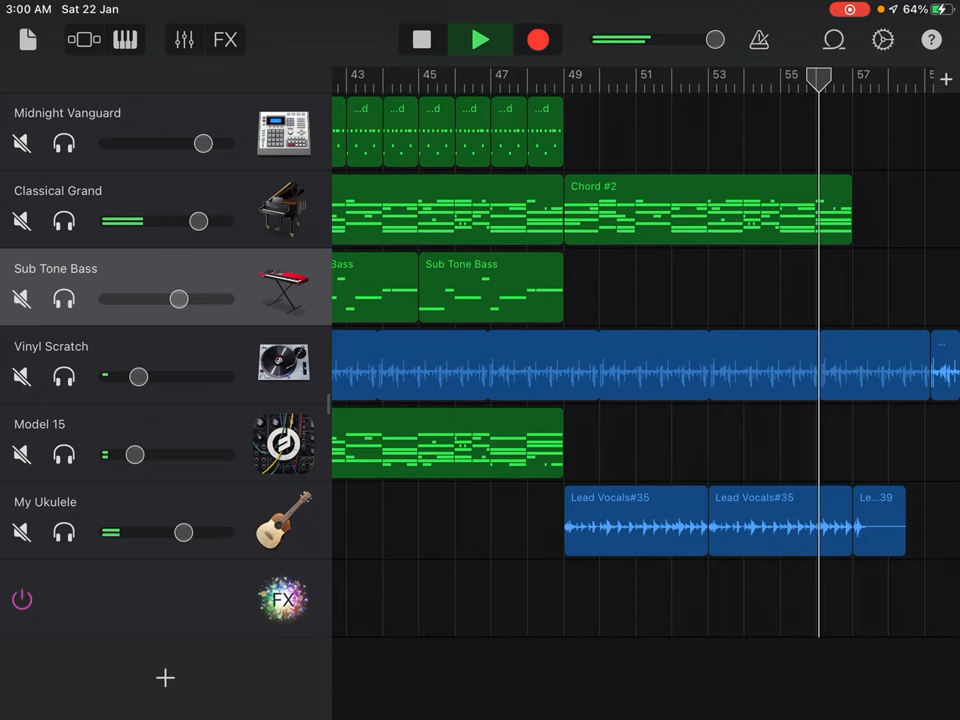 3:00 AM Sat 22 Jan
64%
FX
43 45 47 49 51 53 55 57
Midnight Vanguard
...d ...d ...d ...d ...d ...d
Classical Grand
Chord #2
Sub Tone Bass
Bass
Sub Tone Bass
Vinyl Scratch
...
Model 15
My Ukulele
Lead Vocals#35
Lead Vocals#35
Le...39
FX